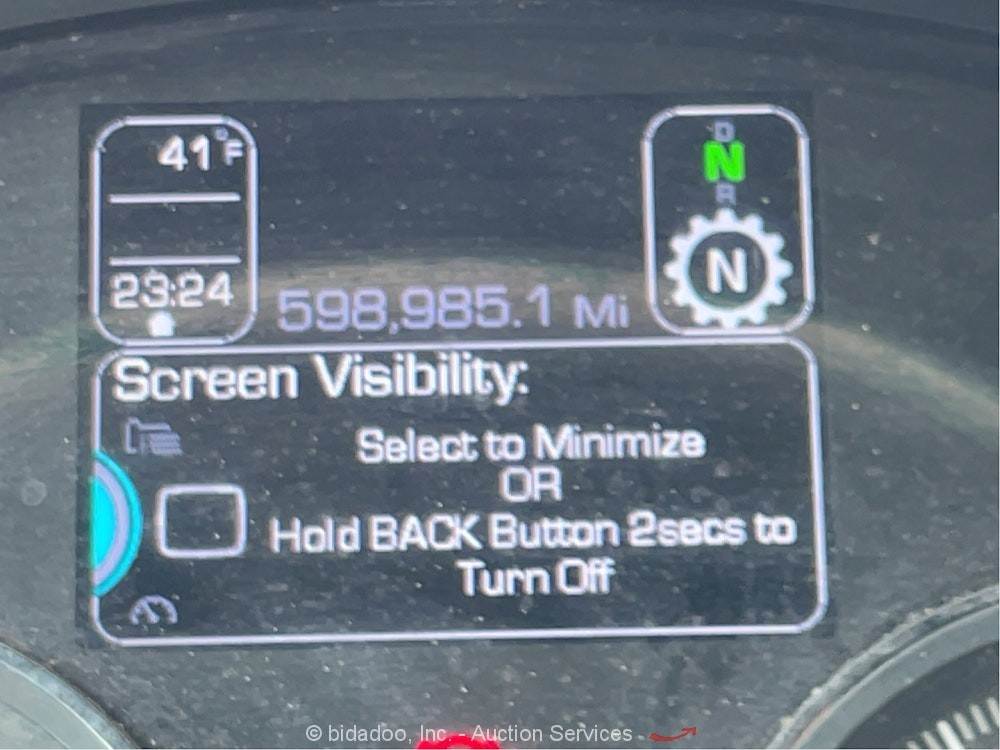 41°F
23:24
598,985.1 Mi
D
N
R
N
Screen Visibility:
Select to Minimize
OR
Hold BACK Button 2secs to
Turn Off
© bidadoo, Inc. - Auction Services